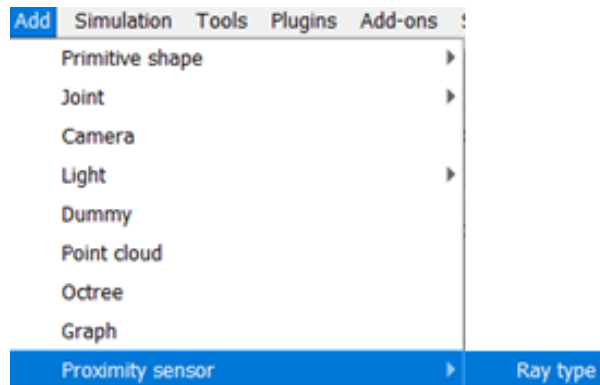 Add Simulation Tools Plugins Add-ons
Primitive shape
Joint
Camera
Light
Dummy
Point cloud
Octree
Graph
Proximity sensor Ray type